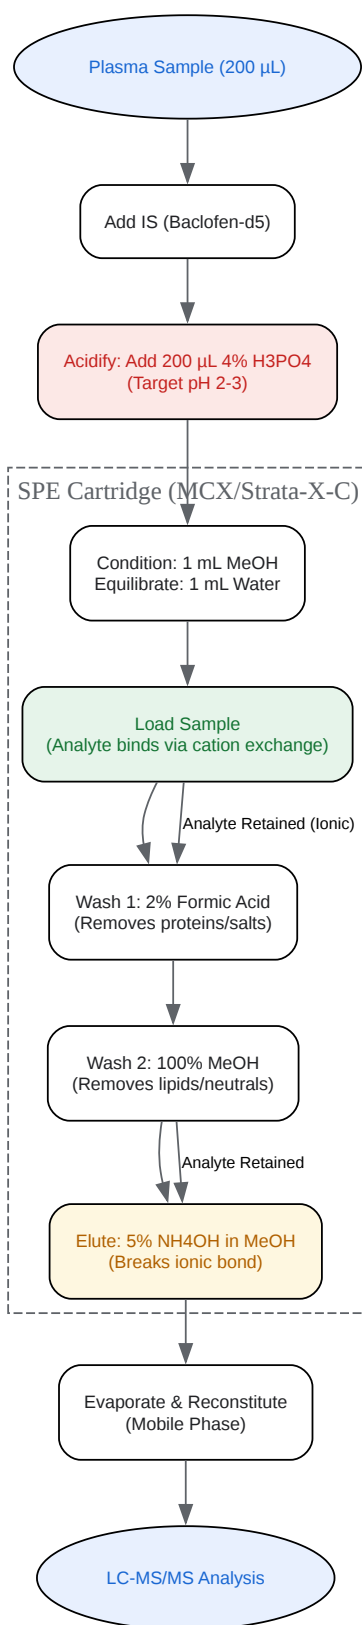 Plasma Sample (200 µL)
Add IS (Baclofen-d5)
Acidify: Add 200 µL 4% H3PO4
(Target pH 2-3)
SPE Cartridge (MCX/Strata-X-C)
Condition: 1 mL MeOH
Equilibrate: 1 mL Water
Load Sample
(Analyte binds via cation exchange)
Analyte Retained (Ionic)
Wash 1: 2% Formic Acid
(Removes proteins/salts)
Wash 2: 100% MeOH
(Removes lipids/neutrals)
Analyte Retained
Elute: 5% NH4OH in MeOH
(Breaks ionic bond)
Evaporate & Reconstitute
(Mobile Phase)
LC-MS/MS Analysis